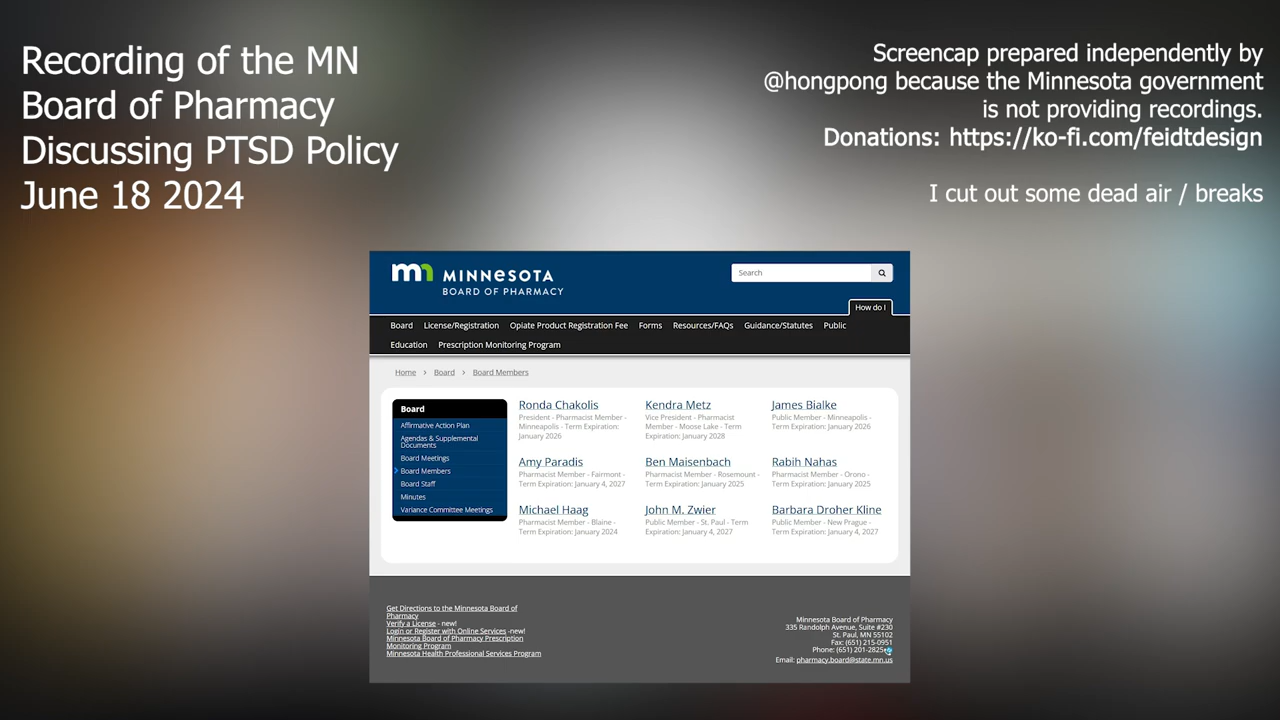 Recording of the MN
Board of Pharmacy
Discussing PTSD Policy
June 18 2024
Screencap prepared independently by
@hongpong because the Minnesota government
is not providing recordings.
Donations: https://ko-fi.com/feidtdesign
I cut out some dead air / breaks
mn MINNESOTA
BOARD OF PHARMACY
Search
How do I
Board License/Registration Opiate Product Registration Fee Forms Resources/FAQs Guidance/Statutes Public
Education Prescription Monitoring Program
Home > Board > Board Members
Board
Affirmative Action Plan
Agendas & Supplemental
Documents
Board Meetings
Board Members
Board Staff
Minutes
Variance Committee Meetings
Ronda Chakolis
President - Pharmacist Member -
Minneapolis - Term Expiration:
January 2026
Kendra Metz
Vice President - Pharmacist
Member - Moose Lake - Term
Expiration: January 2028
James Bialke
Public Member - Minneapolis -
Term Expiration: January 2026
Amy Paradis
Pharmacist Member - Fairmont -
Term Expiration: January 4, 2027
Ben Maisenbach
Pharmacist Member - Rosemount -
Term Expiration: January 2025
Rabih Nahas
Pharmacist Member - Orono -
Term Expiration: January 2025
Michael Haag
Pharmacist Member - Blaine -
Term Expiration: January 2024
John M. Zwier
Public Member - St. Paul - Term
Expiration: January 4, 2027
Barbara Droher Kline
Public Member - New Prague -
Term Expiration: January 4, 2027
Get Directions to the Minnesota Board of
Pharmacy
Verify a License - new!
Login or Register with Online Services -new!
Minnesota Board of Pharmacy Prescription
Monitoring Program
Minnesota Health Professional Services Program
Minnesota Board of Pharmacy
335 Randolph Avenue, Suite #230
St. Paul, MN 55102
Fax: (651) 215-0951
Phone: (651) 201-2825
Email: pharmacy.board@state.mn.us